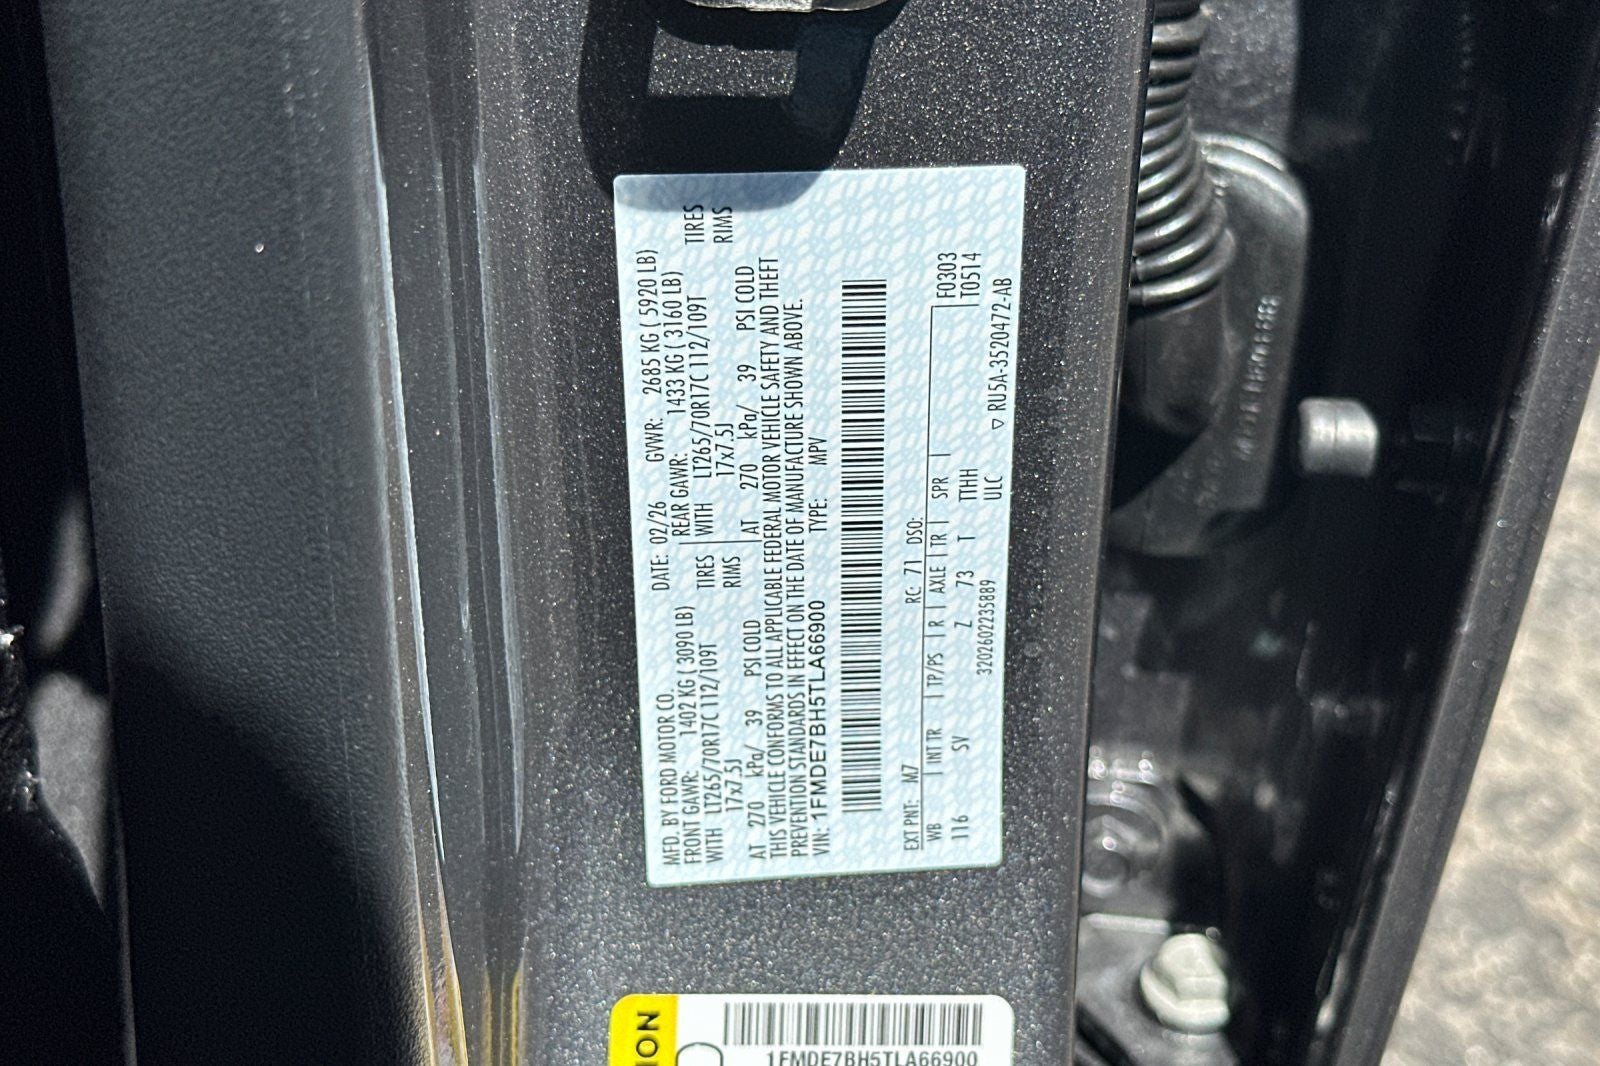 MFD. BY FORD MOTOR CO.
DATE: 02/26 GVWR: 2685 KG ( 5920 LB)
FRONT GAWR: 1402 KG ( 3090 LB) REAR GAWR: 1433 KG ( 3160 LB)
WITH LT265/70R17C 112/109T TIRES WITH LT265/70R17C 112/109T TIRES
17x7.5J RIMS 17x7.5J RIMS
AT 270 kPa/ 39 PSI COLD AT 270 kPa/ 39 PSI COLD
THIS VEHICLE CONFORMS TO ALL APPLICABLE FEDERAL MOTOR VEHICLE SAFETY AND THEFT
PREVENTION STANDARDS IN EFFECT ON THE DATE OF MANUFACTURE SHOWN ABOVE.
VIN: 1FMDE7BH5TLA66900 TYPE: MPV
EXT PNT: M7 RC: 71 DSO:
WB INT TR TP/PS R AXLE TR SPR F0303
116 SV Z 73 T TTHH T0514
ULC
3202602235889
▽ RU5A-3520472-AB
ION
1FMDE7BH5TLA66900